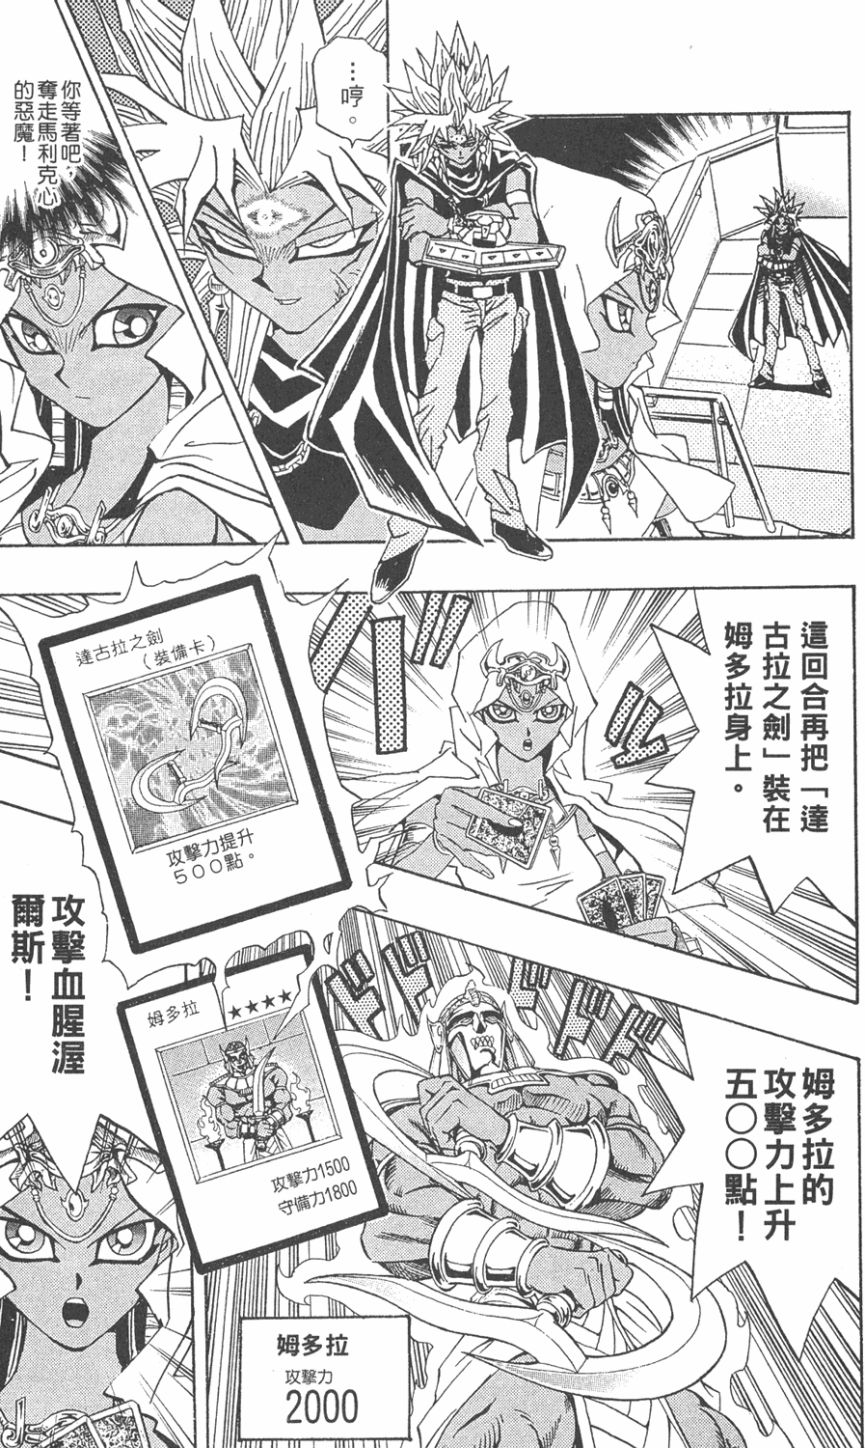 …哼。
你等著吧，
奪走馬利克心
的惡魔！
這回合再把「達
古拉之劍」裝在
姆多拉身上。
達古拉之劍
（裝備卡）
攻擊力提升
５００點。
姆多拉的
攻擊力上升
五〇〇點！
ドドドド
姆多拉
★★★★
攻擊力1500
守備力1800
姆多拉
攻擊力
2000
攻擊血腥渥
爾斯！